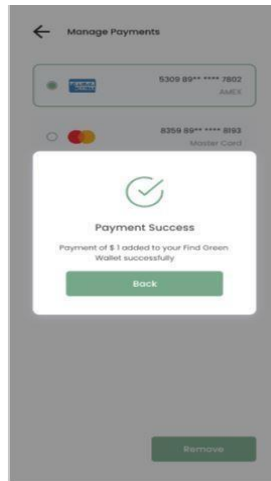 Manage Payments
5309 89** **** 7802
AMEX
8359 89** **** 8193
Master Card
Payment Success
Payment of $ 1 added to your Find Green
Wallet successfully
Back
Remove